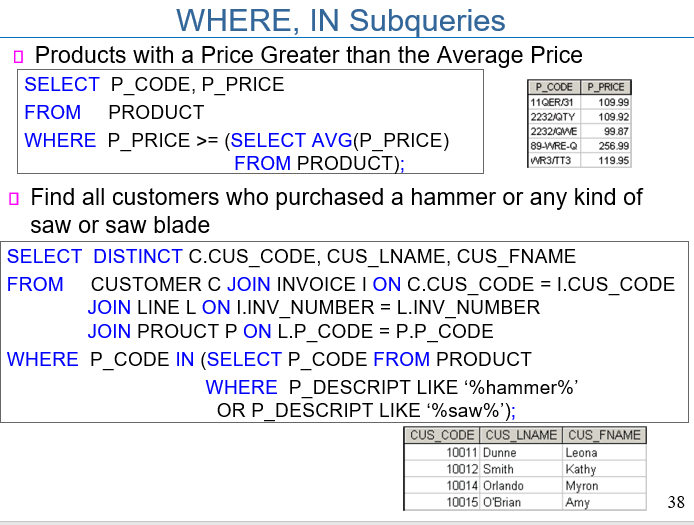 WHERE, IN Subqueries
Products with a Price Greater than the Average Price
SELECT P_CODE, P_PRICE
FROM PRODUCT
WHERE P_PRICE >= (SELECT AVG(P_PRICE)
FROM PRODUCT);
P_CODE P_PRICE
11QER/31 109.99
2232/QTY 109.92
2232/QWE 99.87
89-WRE-Q 256.99
WR3/TT3 119.95
Find all customers who purchased a hammer or any kind of
saw or saw blade
SELECT DISTINCT C.CUS_CODE, CUS_LNAME, CUS_FNAME
FROM CUSTOMER C JOIN INVOICE I ON C.CUS_CODE = I.CUS_CODE
JOIN LINE L ON I.INV_NUMBER = L.INV_NUMBER
JOIN PROUCT P ON L.P_CODE = P.P_CODE
WHERE P_CODE IN (SELECT P_CODE FROM PRODUCT
WHERE P_DESCRIPT LIKE ‘%hammer%’
OR P_DESCRIPT LIKE ‘%saw%’);
CUS_CODE CUS_LNAME CUS_FNAME
10011 Dunne Leona
10012 Smith Kathy
10014 Orlando Myron
10015 O'Brian Amy
38